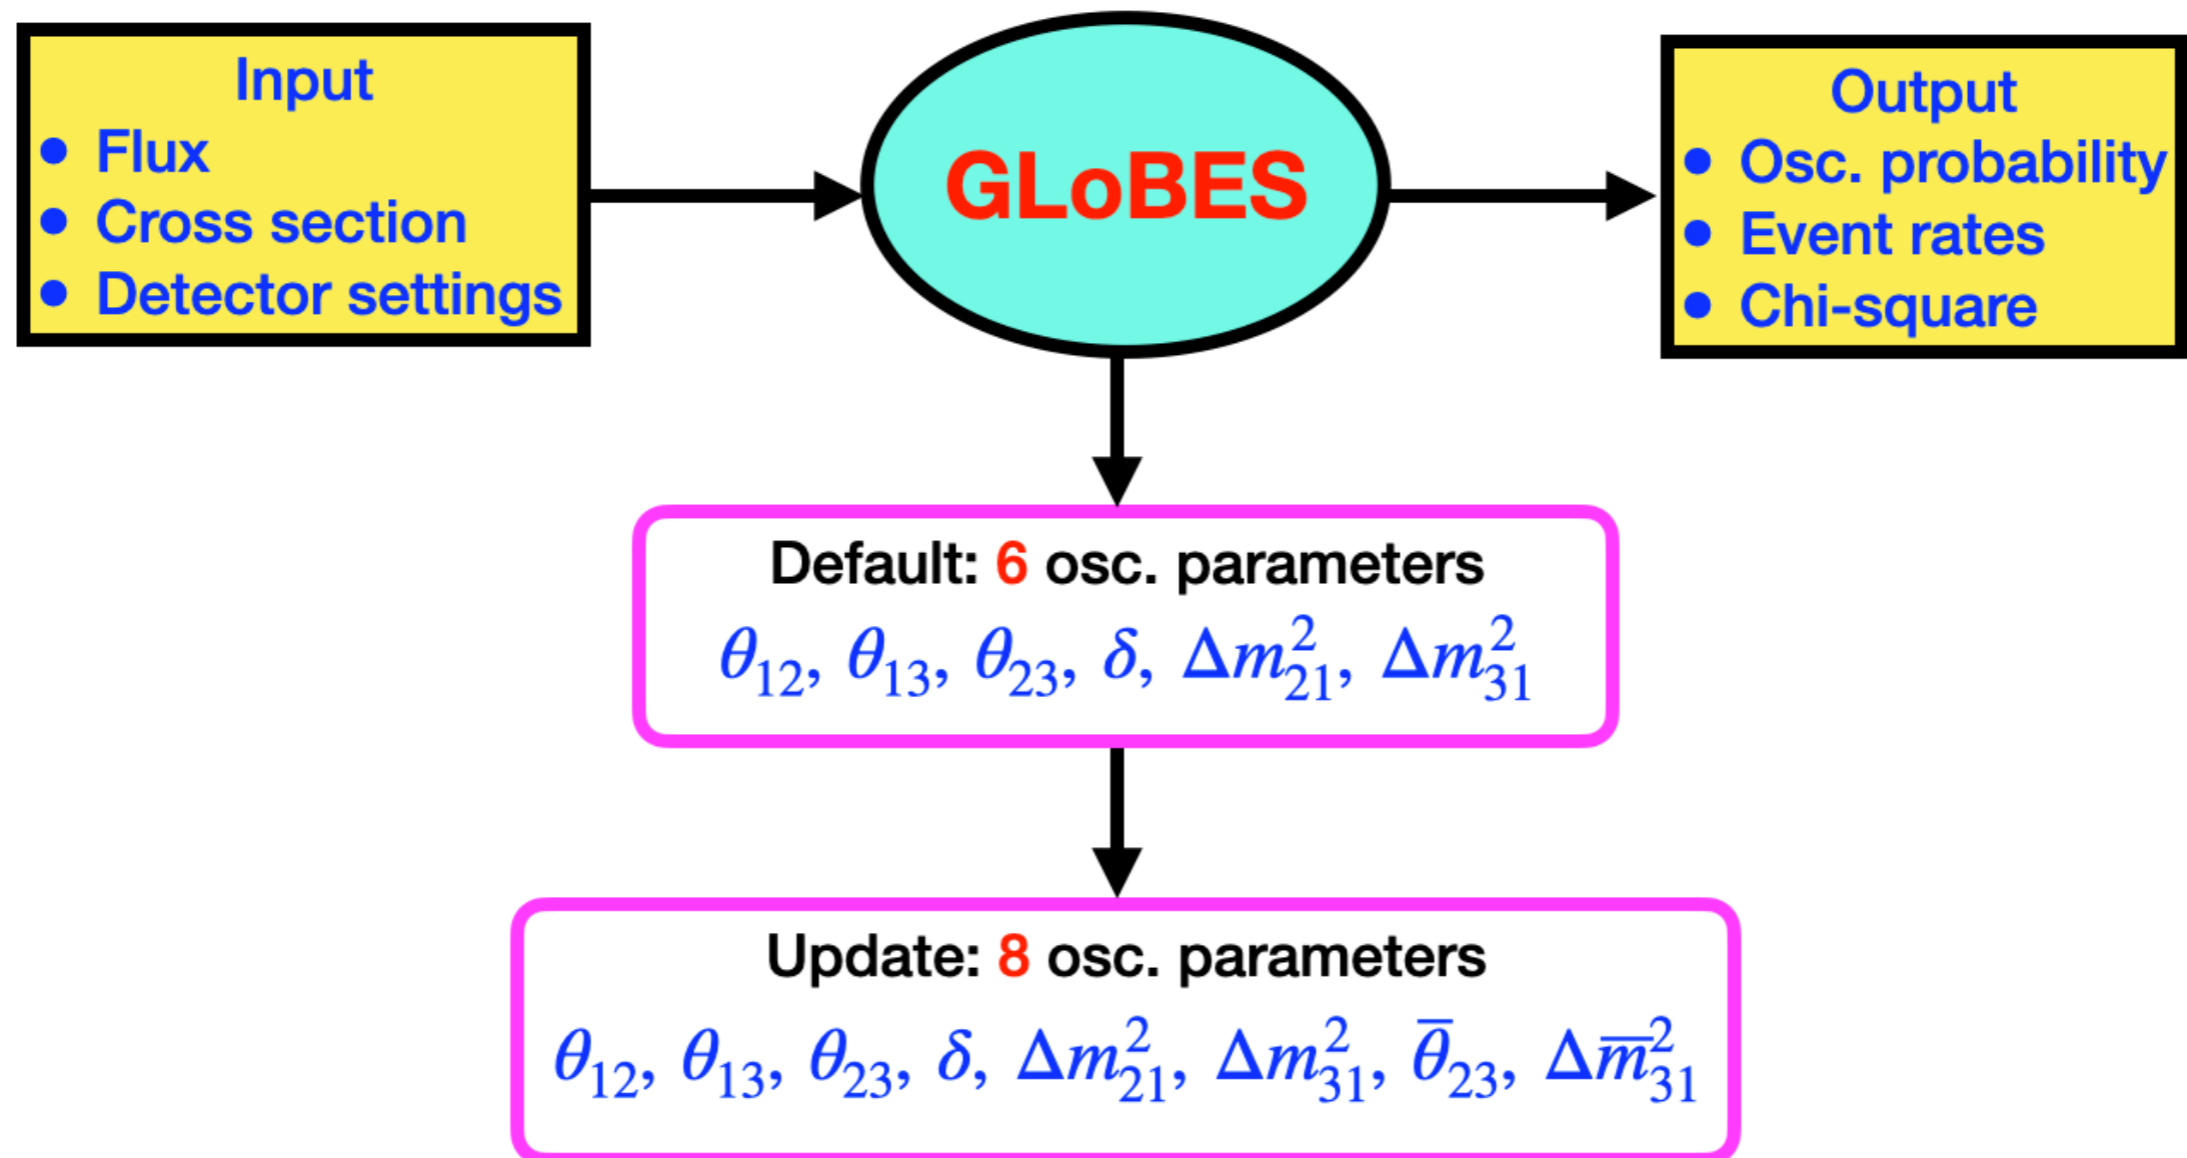 Input
• Flux
• Cross section
• Detector settings
GLoBES
Output
• Osc. probability
• Event rates
• Chi-square
Default: 6 osc. parameters
θ₁₂, θ₁₃, θ₂₃, δ, Δm²₂₁, Δm²₃₁
Update: 8 osc. parameters
θ₁₂, θ₁₃, θ₂₃, δ, Δm²₂₁, Δm²₃₁, θ̅₂₃, Δm̅²₃₁